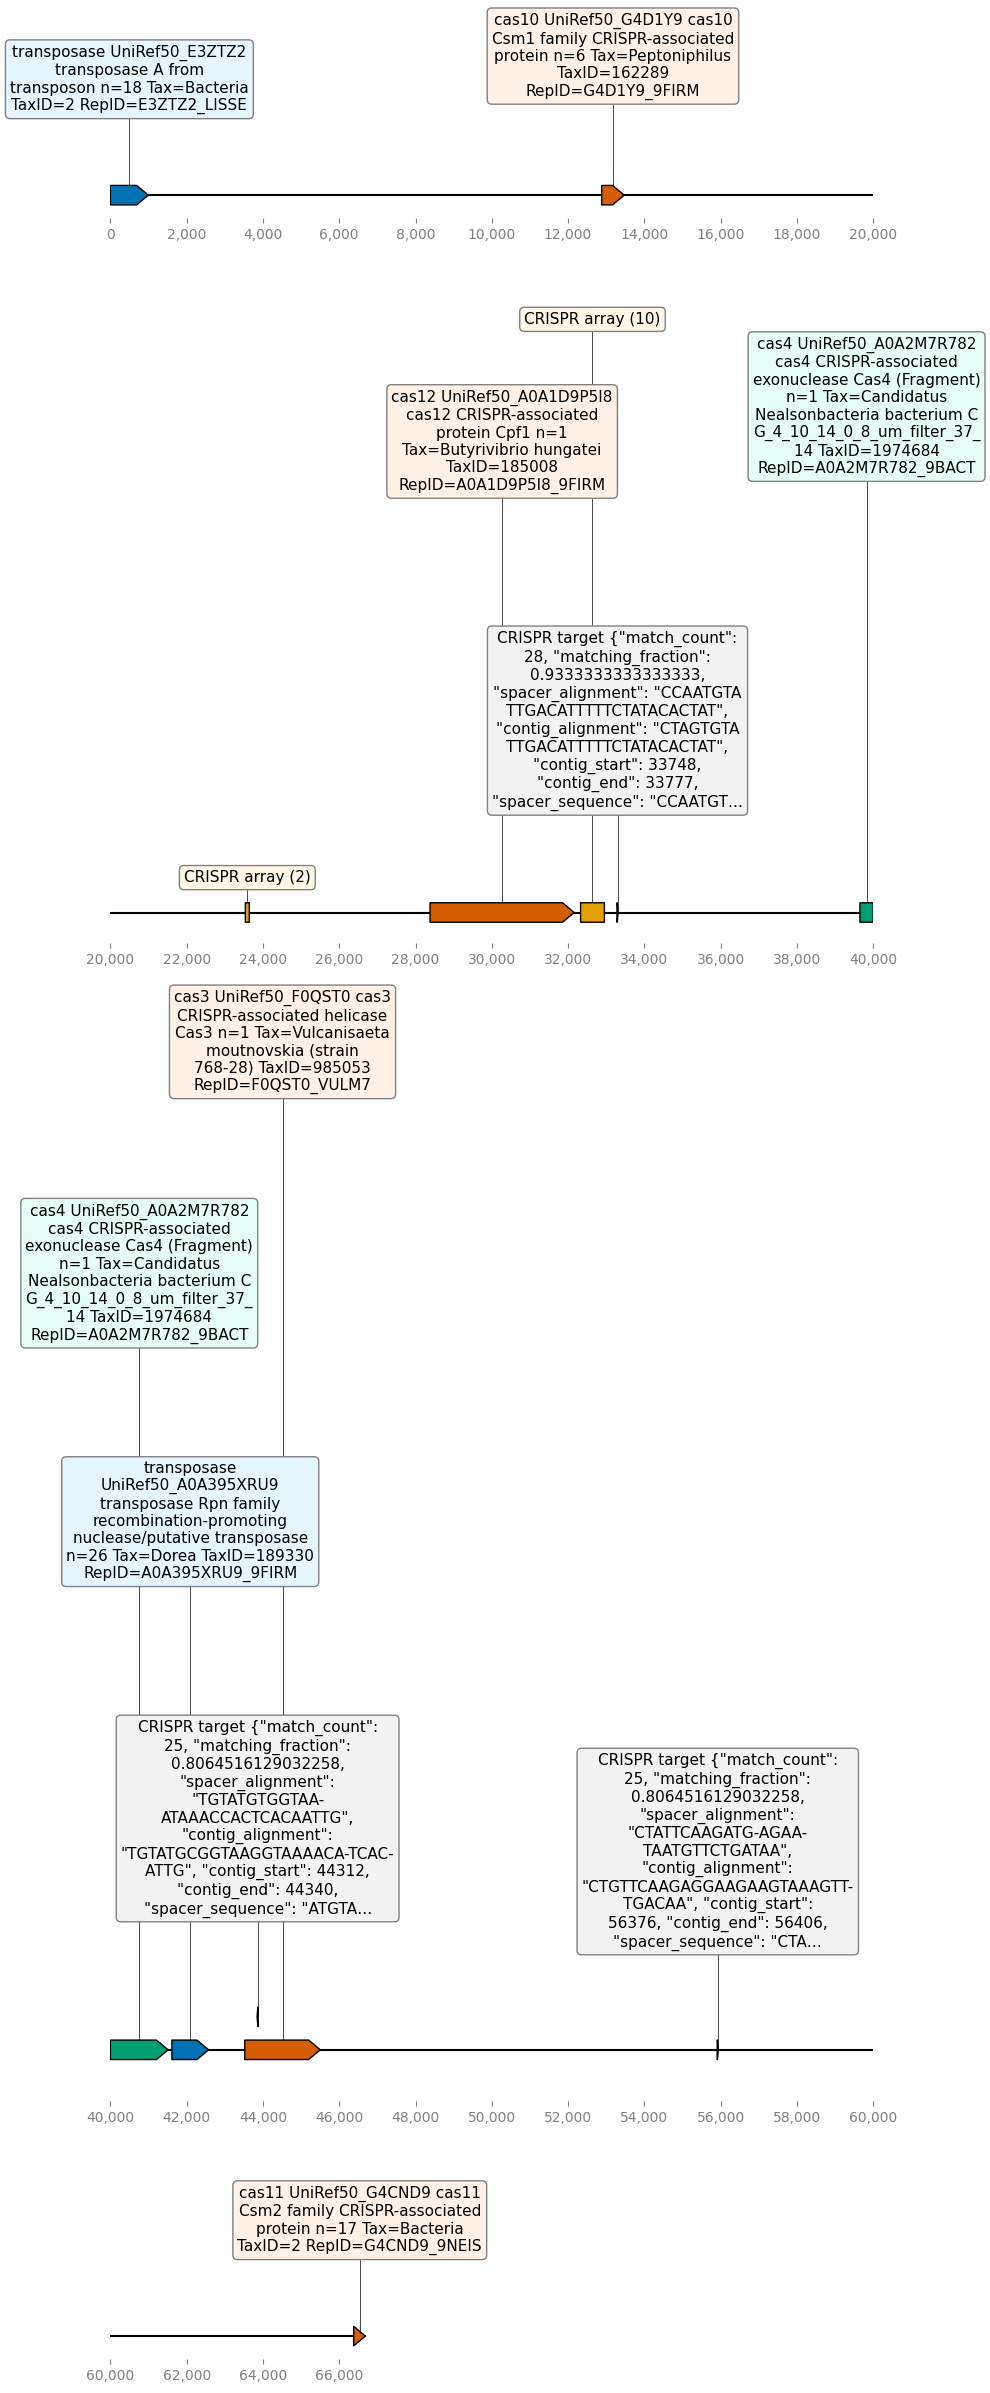 transposase UniRef50_E3ZTZ2
transposase A from
transposon n=18 Tax=Bacteria
TaxID=2 RepID=E3ZTZ2_LISSE
cas10 UniRef50_G4D1Y9 cas10
Csm1 family CRISPR-associated
protein n=6 Tax=Peptoniphilus
TaxID=162289
RepID=G4D1Y9_9FIRM
0 2,000 4,000 6,000 8,000 10,000 12,000 14,000 16,000 18,000 20,000
CRISPR array (10)
cas4 UniRef50_A0A2M7R782
cas4 CRISPR-associated
exonuclease Cas4 (Fragment)
n=1 Tax=Candidatus
Nealsonbacteria bacterium C
G_4_10_14_0_8_um_filter_37_
14 TaxID=1974684
RepID=A0A2M7R782_9BACT
cas12 UniRef50_A0A1D9P5I8
cas12 CRISPR-associated
protein Cpf1 n=1
Tax=Butyrivibrio hungatei
TaxID=185008
RepID=A0A1D9P5I8_9FIRM
CRISPR target {"match_count":
28, "matching_fraction":
0.9333333333333333,
"spacer_alignment": "CCAATGTA
TTGACATTTTTCTATACACTAT",
"contig_alignment": "CTAGTGTA
TTGACATTTTTCTATACACTAT",
"contig_start": 33748,
"contig_end": 33777,
"spacer_sequence": "CCAATGT...
CRISPR array (2)
20,000 22,000 24,000 26,000 28,000 30,000 32,000 34,000 36,000 38,000 40,000
cas3 UniRef50_F0QST0 cas3
CRISPR-associated helicase
Cas3 n=1 Tax=Vulcanisaeta
moutnovskia (strain
768-28) TaxID=985053
RepID=F0QST0_VULM7
cas4 UniRef50_A0A2M7R782
cas4 CRISPR-associated
exonuclease Cas4 (Fragment)
n=1 Tax=Candidatus
Nealsonbacteria bacterium C
G_4_10_14_0_8_um_filter_37_
14 TaxID=1974684
RepID=A0A2M7R782_9BACT
transposase
UniRef50_A0A395XRU9
transposase Rpn family
recombination-promoting
nuclease/putative transposase
n=26 Tax=Dorea TaxID=189330
RepID=A0A395XRU9_9FIRM
CRISPR target {"match_count":
25, "matching_fraction":
0.8064516129032258,
"spacer_alignment":
"TGTATGTGGTAA-
ATAAACCACTCACAATTG",
"contig_alignment":
"TGTATGCGGTAAGGTAAAACA-TCAC-
ATTG", "contig_start": 44312,
"contig_end": 44340,
"spacer_sequence": "ATGTA...
CRISPR target {"match_count":
25, "matching_fraction":
0.8064516129032258,
"spacer_alignment":
"CTATTCAAGATG-AGAA-
TAATGTTCTGATAA",
"contig_alignment":
"CTGTTCAAGAGGAAGAAGTAAAGTT-
TGACAA", "contig_start":
56376, "contig_end": 56406,
"spacer_sequence": "CTA...
40,000 42,000 44,000 46,000 48,000 50,000 52,000 54,000 56,000 58,000 60,000
cas11 UniRef50_G4CND9 cas11
Csm2 family CRISPR-associated
protein n=17 Tax=Bacteria
TaxID=2 RepID=G4CND9_9NEIS
60,000 62,000 64,000 66,000